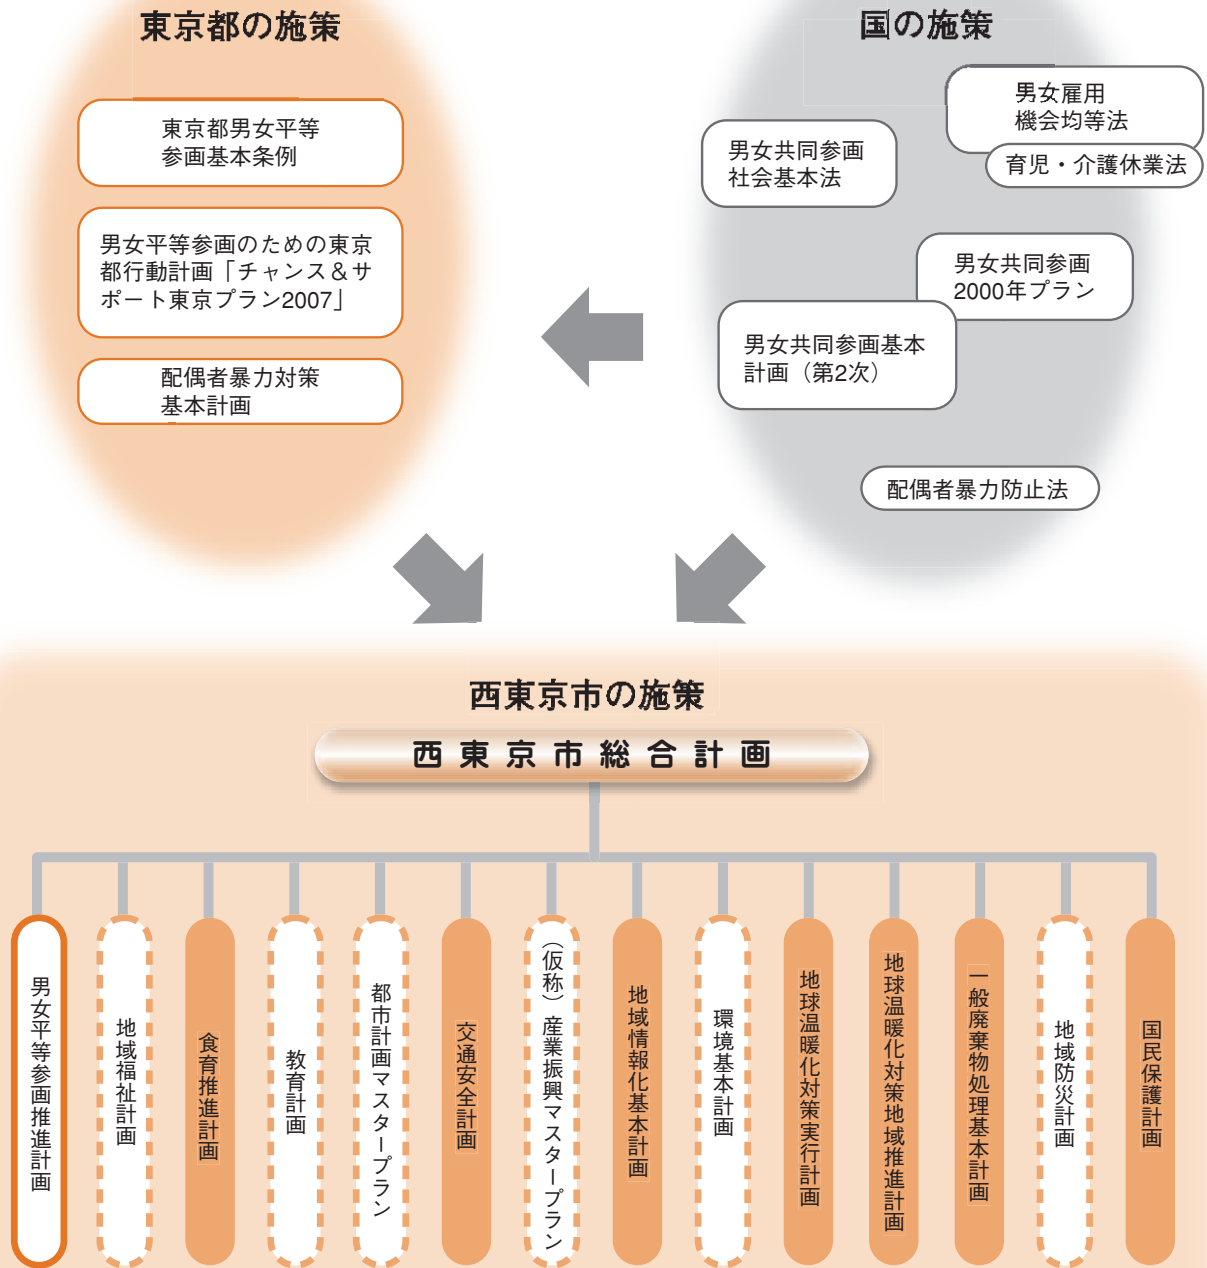 東京都の施策
東京都男女平等
参画基本条例
男女平等参画のための東京
都行動計画「チャンス&サ
ポート東京プラン2007」
配偶者暴力対策
基本計画
国の施策
男女雇用
機会均等法
育児・介護休業法
男女共同参画
社会基本法
男女共同参画
2000年プラン
男女共同参画基本
計画(第2次)
配偶者暴力防止法
西東京市の施策
西東京市総合計画
男女平等参画推進計画
地域福祉計画
食育推進計画
教育計画
都市計画マスタープラン
交通安全計画
(仮称)産業振興マスタープラン
地域情報化基本計画
環境基本計画
地球温暖化対策実行計画
地球温暖化対策地域推進計画
一般廃棄物処理基本計画
地域防災計画
国民保護計画